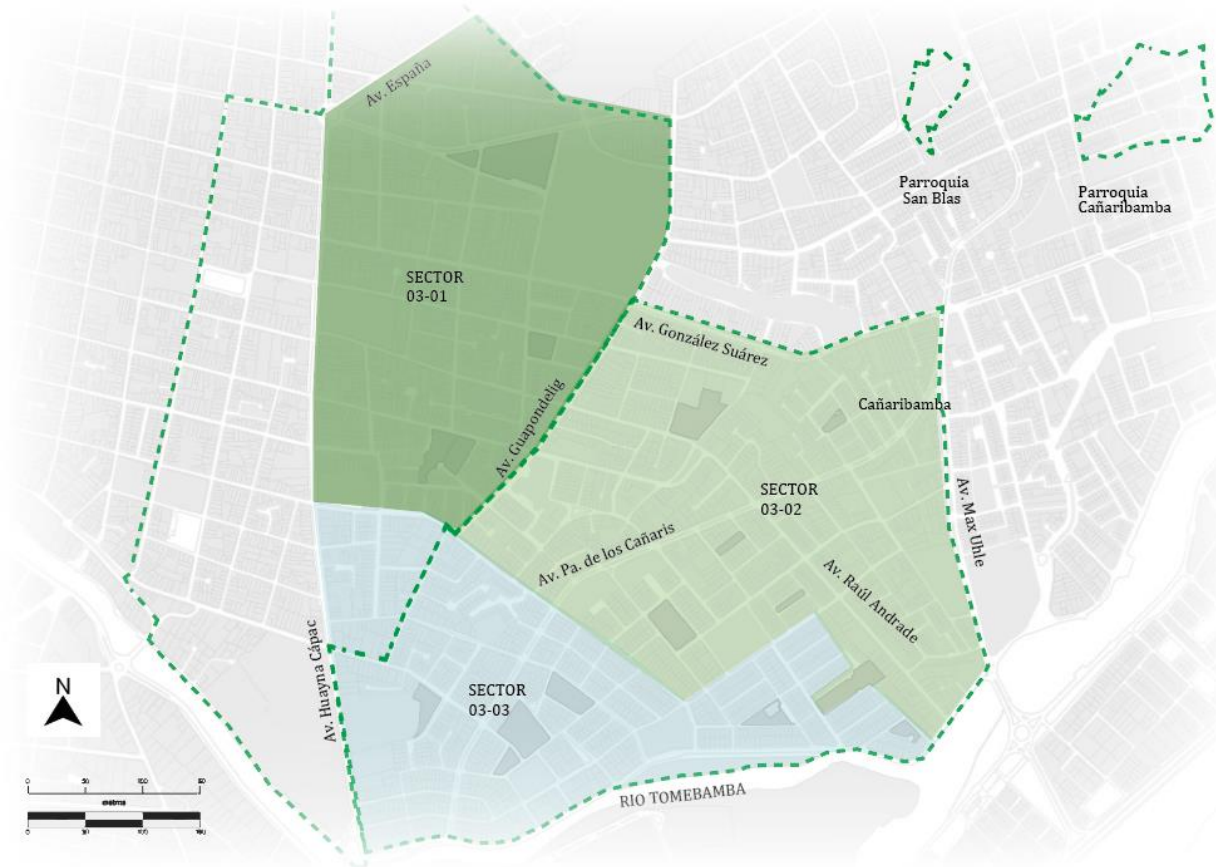 Av. España
Parroquia
San Blas
Parroquia
Cañaribamba
SECTOR
03-01
Av. González Suárez
Av. Guapondelig
Cañaribamba
SECTOR
03-02
Av. Max Uhle
Av. Pa. de los Cañaris
Av. Raúl Andrade
Av. Huayna Cápac
N
SECTOR
03-03
RIO TOMEBAMBA